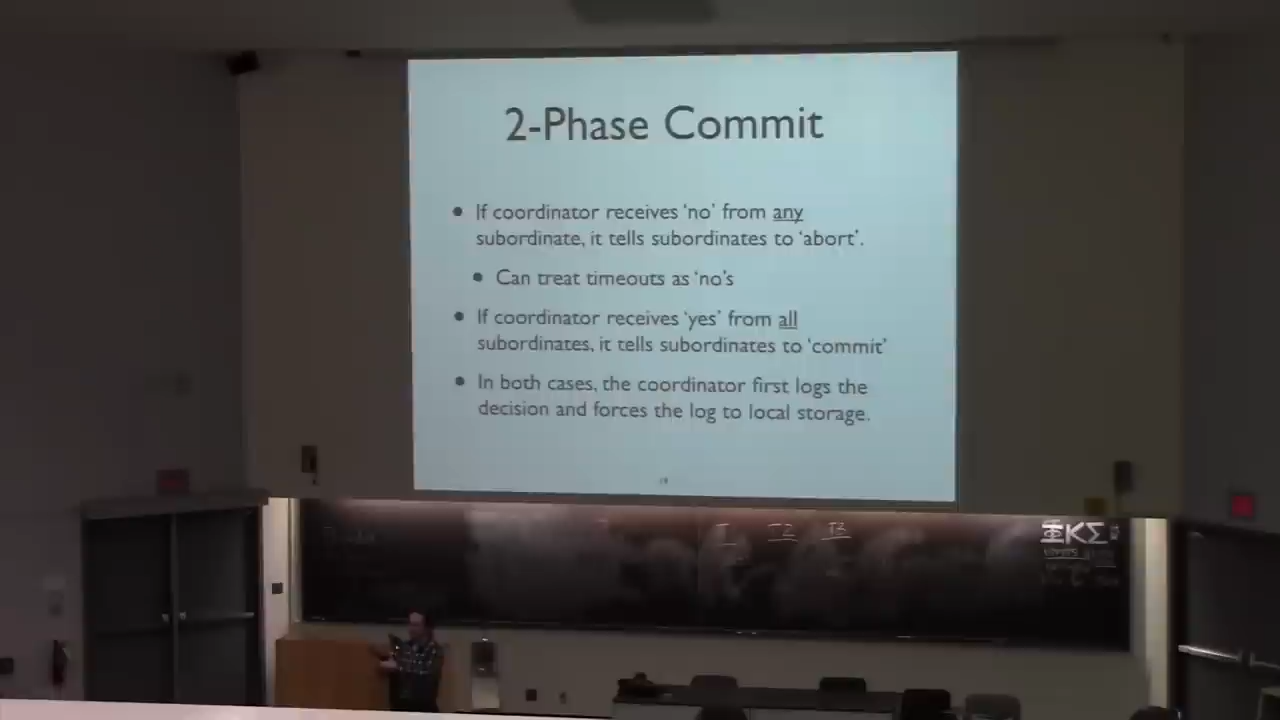 2-Phase Commit
• If coordinator receives 'no' from any
subordinate, it tells subordinates to 'abort'.
• Can treat timeouts as 'no's
• If coordinator receives 'yes' from all
subordinates, it tells subordinates to 'commit'
• In both cases, the coordinator first logs the
decision and forces the log to local storage.
T2
ΦΚΣ